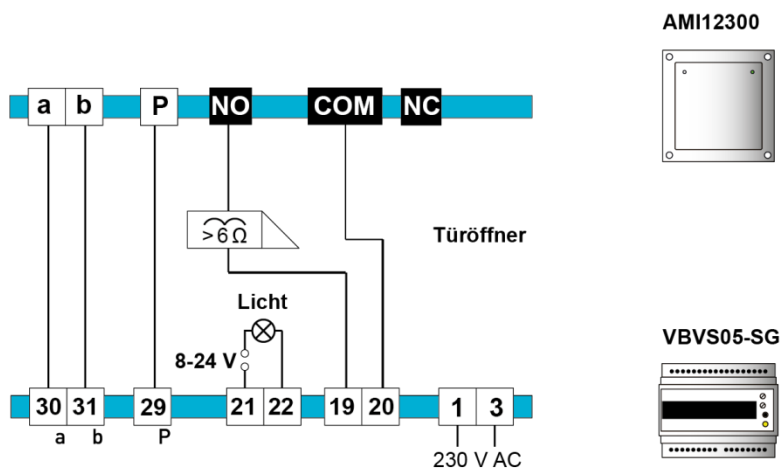 AMI12300
a b P NO COM NC
>6Ω
Türöffner
Licht
8-24 V
VBVS05-SG
30 31 29 21 22 19 20 1 3
a b P
230 V AC